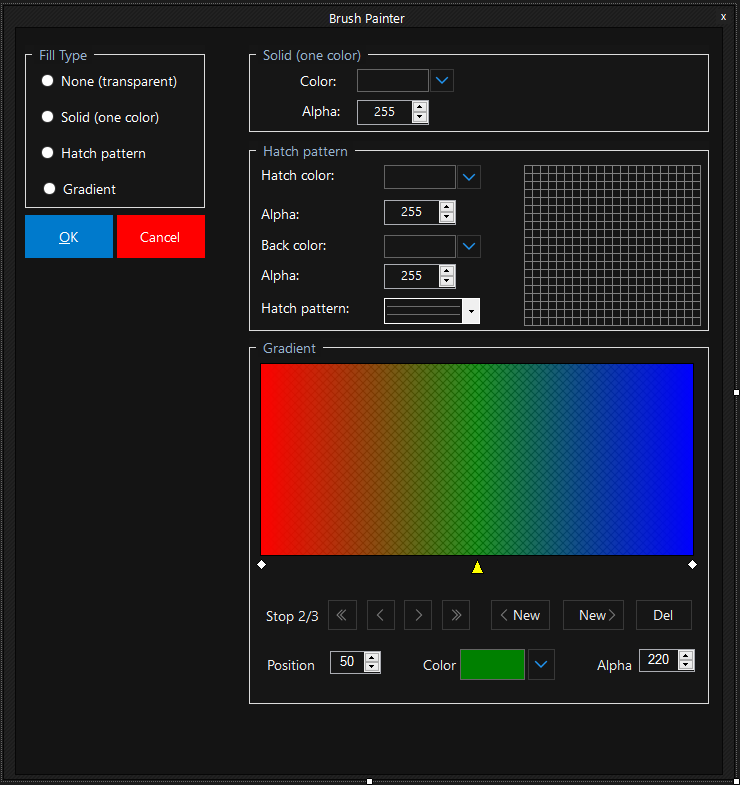 Brush Painter
x
Fill Type
None (transparent)
Solid (one color)
Hatch pattern
Gradient
OK
Cancel
Solid (one color)
Color:
Alpha:
255
Hatch pattern
Hatch color:
Alpha:
255
Back color:
Alpha:
255
Hatch pattern:
Gradient
Stop 2/3
New
New
Del
Position
50
Color
Alpha
220